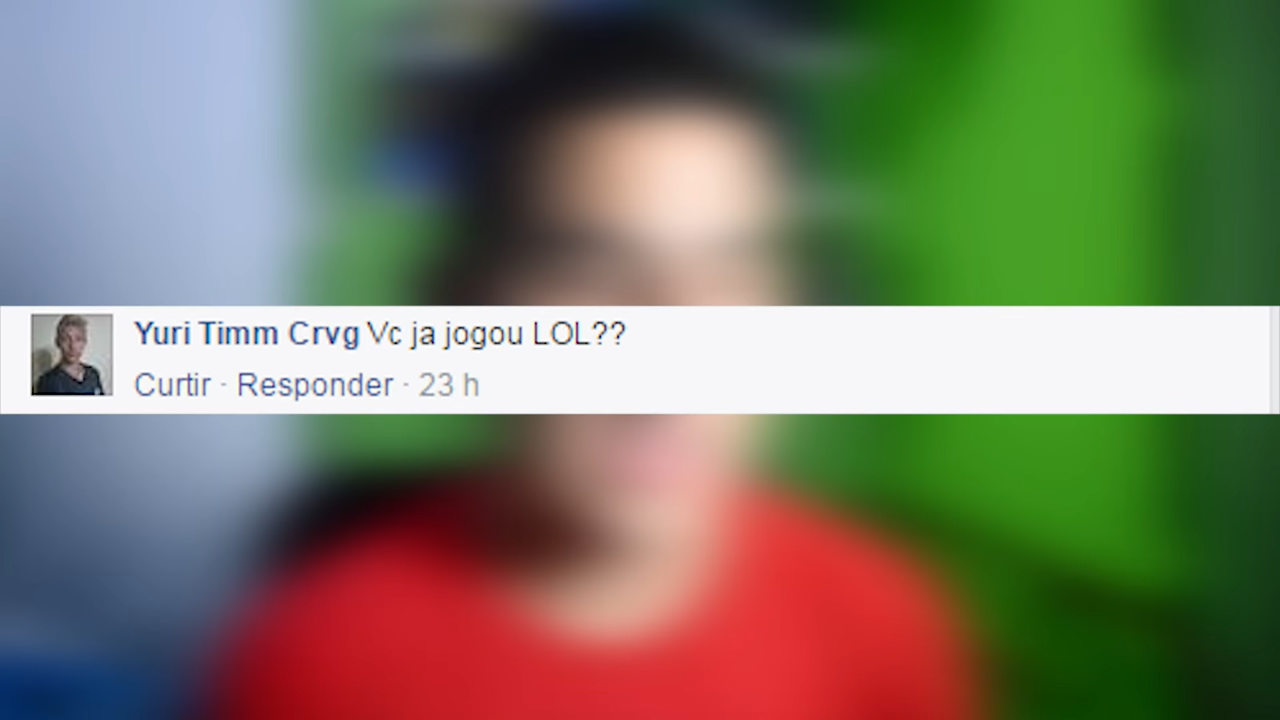 Yuri Timm Crvg Vc ja jogou LOL??
Curtir · Responder · 23 h